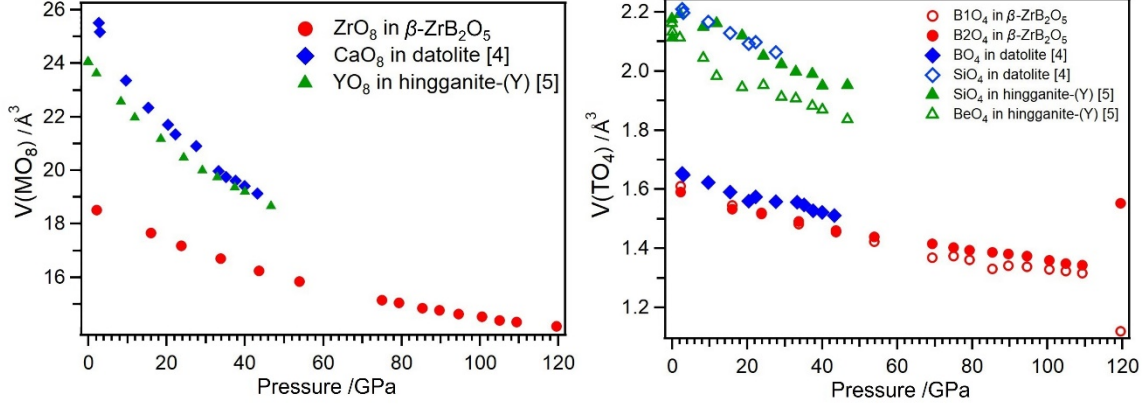 26
24
22
20
18
16
V(MO₈) / Å³
ZrO₈ in β-ZrB₂O₅
CaO₈ in datolite [4]
YO₈ in hingganite-(Y) [5]
0 20 40 60 80 100 120
Pressure /GPa
2.2
2.0
1.8
1.6
1.4
1.2
V(TO₄) / Å³
B1O₄ in β-ZrB₂O₅
B2O₄ in β-ZrB₂O₅
BO₄ in datolite [4]
SiO₄ in datolite [4]
SiO₄ in hingganite-(Y) [5]
BeO₄ in hingganite-(Y) [5]
0 20 40 60 80 100 120
Pressure /GPa